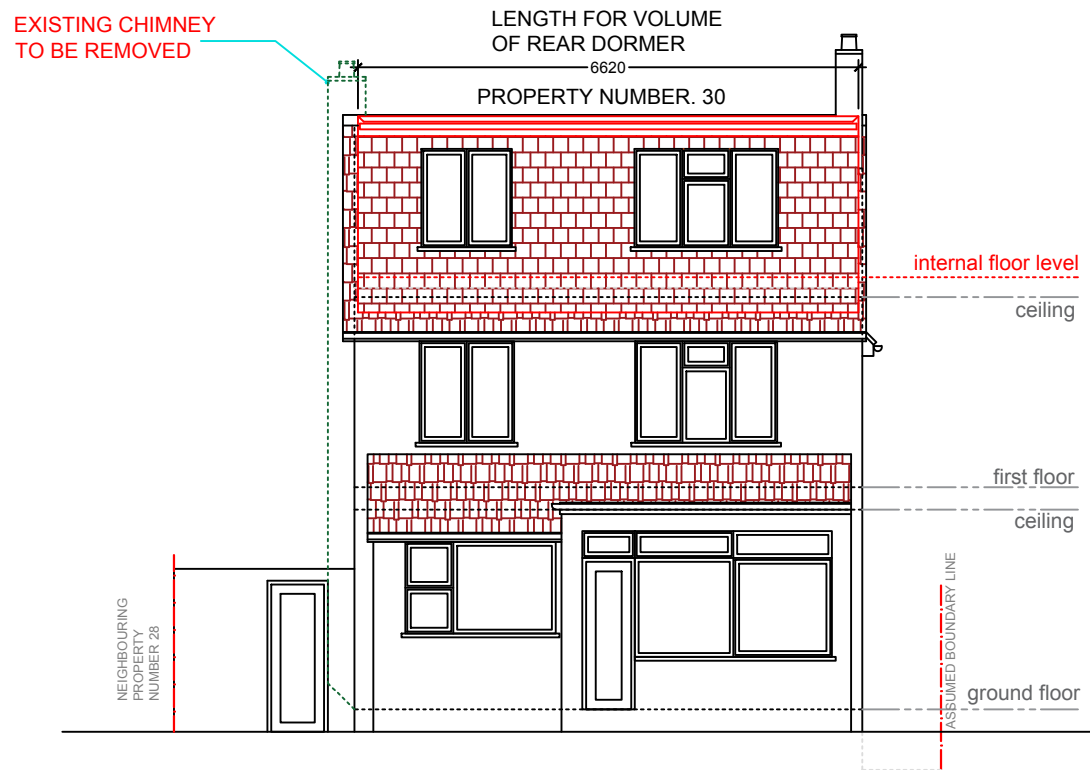 EXISTING CHIMNEY
TO BE REMOVED
LENGTH FOR VOLUME
OF REAR DORMER
6620
PROPERTY NUMBER. 30
internal floor level
ceiling
first floor
ceiling
NEIGHBOURING
PROPERTY
NUMBER 28
ASSUMED BOUNDARY LINE
ground floor